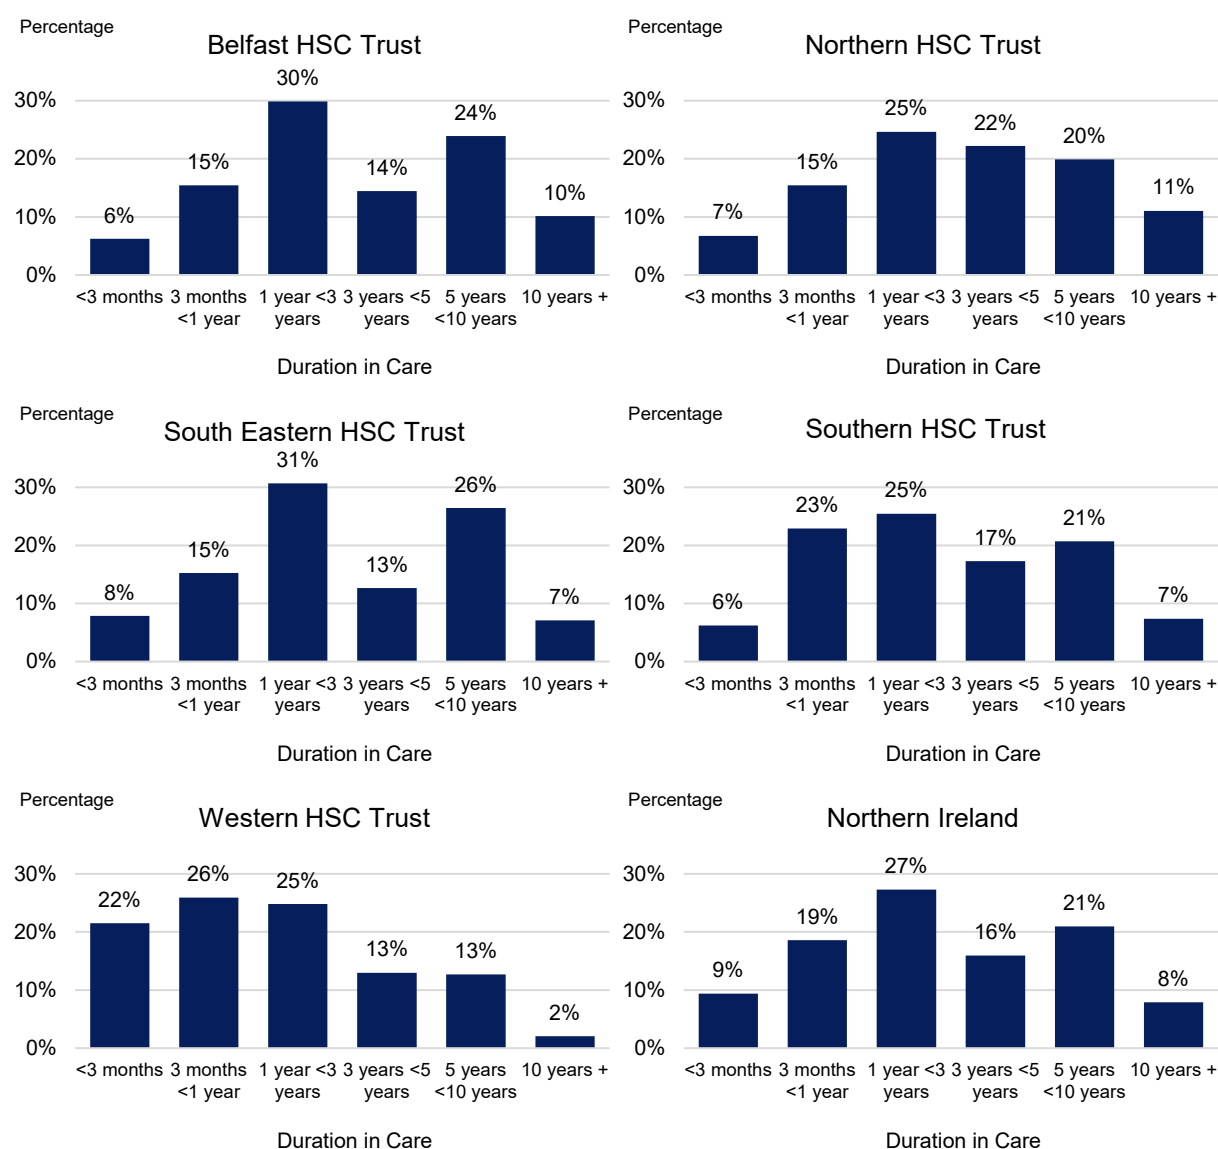 Percentage
Belfast HSC Trust
30%
20%
10%
0%
6%
15%
30%
14%
24%
10%
<3 months 3 months 1 year <3 3 years <5 5 years 10 years +
<1 year years years <10 years
Duration in Care
Percentage
Northern HSC Trust
30%
20%
10%
0%
7%
15%
25%
22%
20%
11%
<3 months 3 months 1 year <3 3 years <5 5 years 10 years +
<1 year years years <10 years
Duration in Care
Percentage
South Eastern HSC Trust
30%
20%
10%
0%
8%
15%
31%
13%
26%
7%
<3 months 3 months 1 year <3 3 years <5 5 years 10 years +
<1 year years years <10 years
Duration in Care
Percentage
Southern HSC Trust
30%
20%
10%
0%
6%
23%
25%
17%
21%
7%
<3 months 3 months 1 year <3 3 years <5 5 years 10 years +
<1 year years years <10 years
Duration in Care
Percentage
Western HSC Trust
30%
20%
10%
0%
22%
26%
25%
13%
13%
2%
<3 months 3 months 1 year <3 3 years <5 5 years 10 years +
<1 year years years <10 years
Duration in Care
Percentage
Northern Ireland
30%
20%
10%
0%
9%
19%
27%
16%
21%
8%
<3 months 3 months 1 year <3 3 years <5 5 years 10 years +
<1 year years years <10 years
Duration in Care